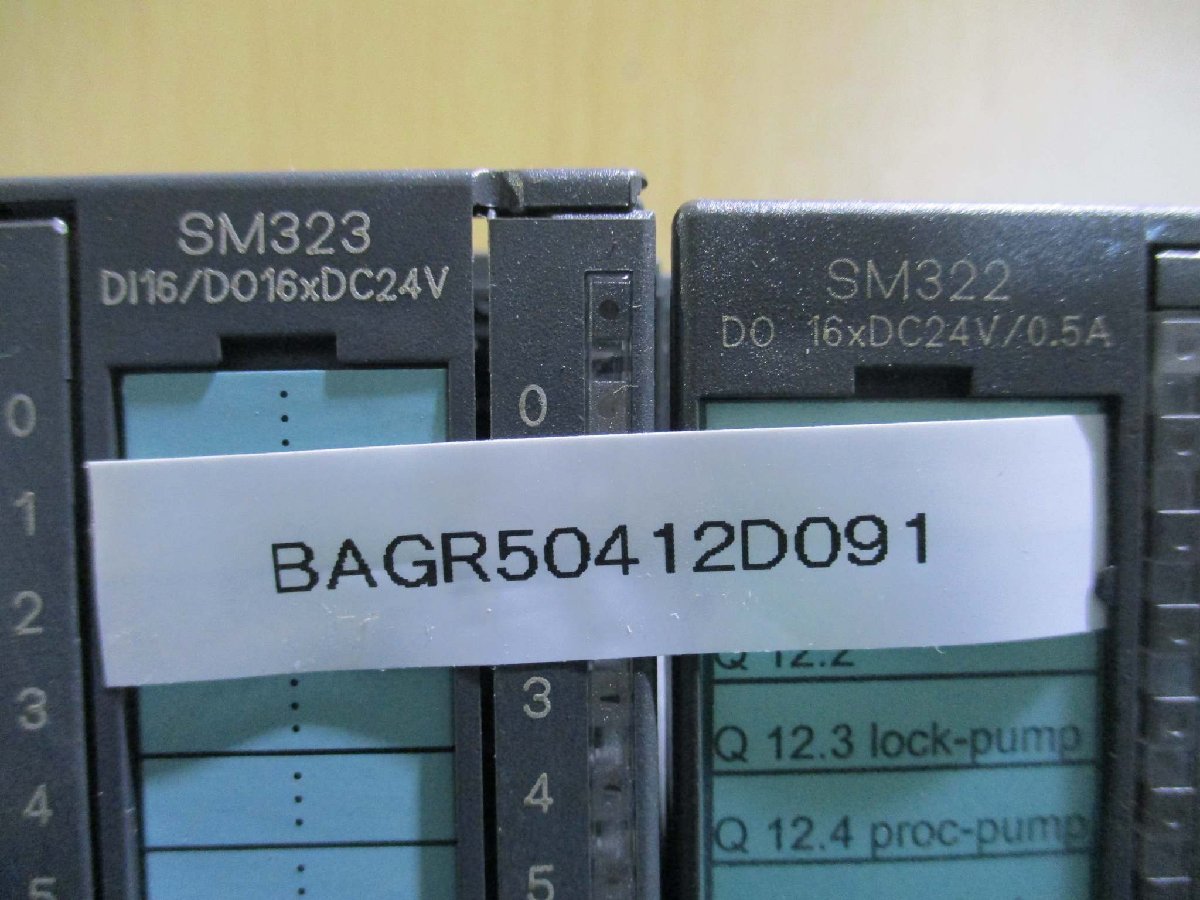 SM323
DI16/DO16xDC24V
SM322
DO 16xDC24V/0.5A
0
1
2
3
4
5
0
3
4
5
BAGR50412D091
Q 12.2
Q 12.3 lock-pump
Q 12.4 proc-pump